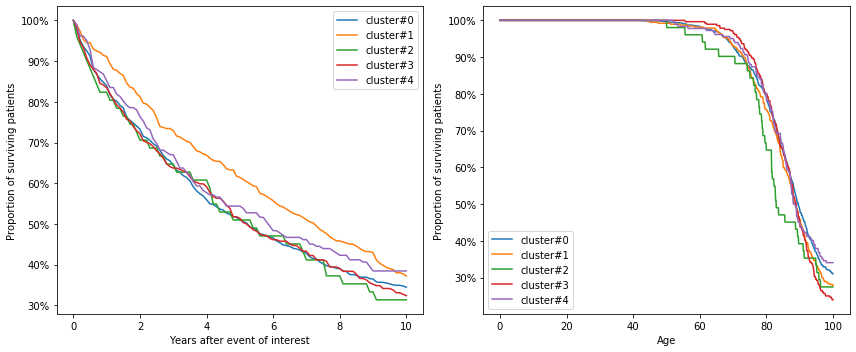 Proportion of surviving patients
100%
90%
80%
70%
60%
50%
40%
30%
0
2
4
6
8
10
Years after event of interest
cluster#0
cluster#1
cluster#2
cluster#3
cluster#4
Proportion of surviving patients
100%
90%
80%
70%
60%
50%
40%
30%
0
20
40
60
80
100
Age
cluster#0
cluster#1
cluster#2
cluster#3
cluster#4